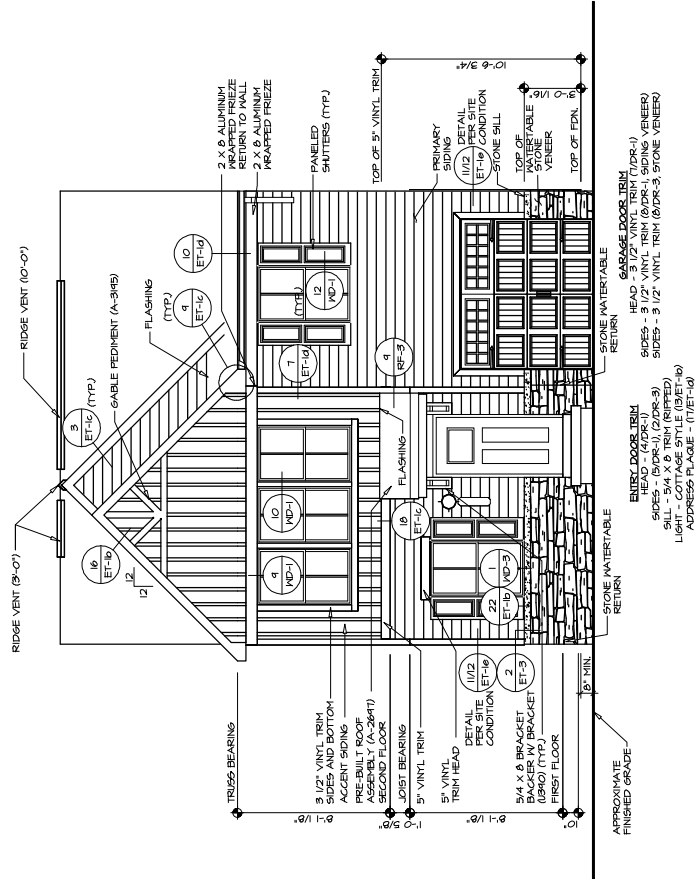 RIDGE VENT (3'-0")
RIDGE VENT (10'-0")
3
ET-1c
(TYP.)
GABLE PEDIMENT (A-3195)
FLASHING
(TYP.)
9
ET-1c
10
ET-1d
2 X 8 ALUMINUM
WRAPPED FRIEZE
RETURN TO WALL
2 X 8 ALUMINUM
WRAPPED FRIEZE
PANELED
SHUTTERS (TYP.)
16
ET-1b
12
12
TRUSS BEARING
9
WD-1
10
WD-1
7
ET-1d
(TYP.)
12
WD-1
3 1/2" VINYL TRIM
SIDES AND BOTTOM
ACCENT SIDING
PRE-BUILT ROOF
ASSEMBLY (A-2697)
SECOND FLOOR
JOIST BEARING
5" VINYL TRIM
5" VINYL
TRIM HEAD
8'-1 1/8"
1'-0 5/8"
8'-1 1/8"
10"
FLASHING
9
RF-3
18
ET-1c
TOP OF 5" VINYL TRIM
10'-6 3/4"
PRIMARY
SIDING
11/12
ET-1e
DETAIL
PER SITE
CONDITION
STONE SILL
TOP OF
WATERTABLE
STONE
VENEER
3'-0 1/16"
TOP OF FDN.
DETAIL
PER SITE
CONDITION
11/12
ET-1e
2
ET-3
22
ET-1b
1
WD-3
5/4 X 8 BRACKET
BACKER W/ BRACKET
(U390) (TYP.)
FIRST FLOOR
8" MIN.
APPROXIMATE
FINISHED GRADE
STONE WATERTABLE
RETURN
STONE WATERTABLE
RETURN
ENTRY DOOR TRIM
HEAD - (4/DR-1)
SIDES - (5/DR-1), (2/DR-3)
SILL - 5/4 X 8 TRIM (RIPPED)
LIGHT - COTTAGE STYLE (13/ET-1b)
ADDRESS PLAQUE - (17/ET-1d)
GARAGE DOOR TRIM
HEAD - 3 1/2" VINYL TRIM (7/DR-1)
SIDES - 3 1/2" VINYL TRIM (8/DR-1, SIDING VENEER)
SIDES - 3 1/2" VINYL TRIM (8/DR-3, STONE VENEER)